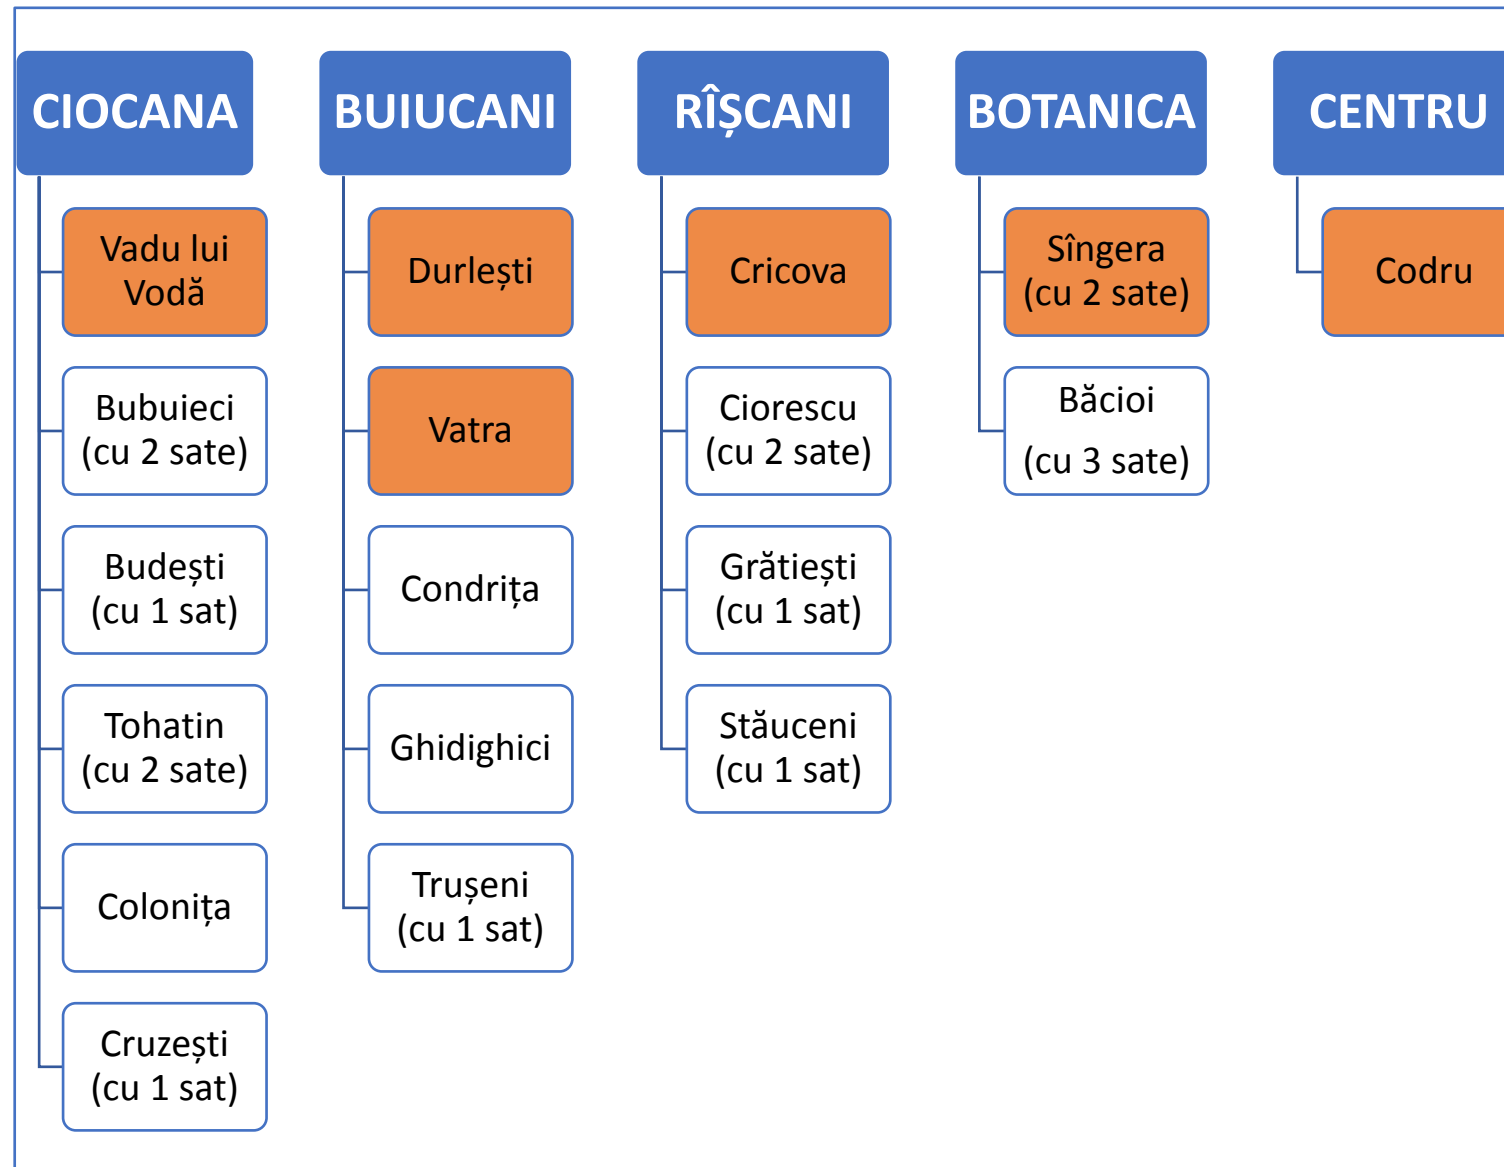 CIOCANA
Vadu lui
Vodă
Bubuieci
(cu 2 sate)
Budești
(cu 1 sat)
Tohatin
(cu 2 sate)
Colonița
Cruzești
(cu 1 sat)
BUIUCANI
Durlești
Vatra
Condrița
Ghidighici
Trușeni
(cu 1 sat)
RÎȘCANI
Cricova
Ciorescu
(cu 2 sate)
Grătiești
(cu 1 sat)
Stăuceni
(cu 1 sat)
BOTANICA
Sîngera
(cu 2 sate)
Băcioi
(cu 3 sate)
CENTRU
Codru